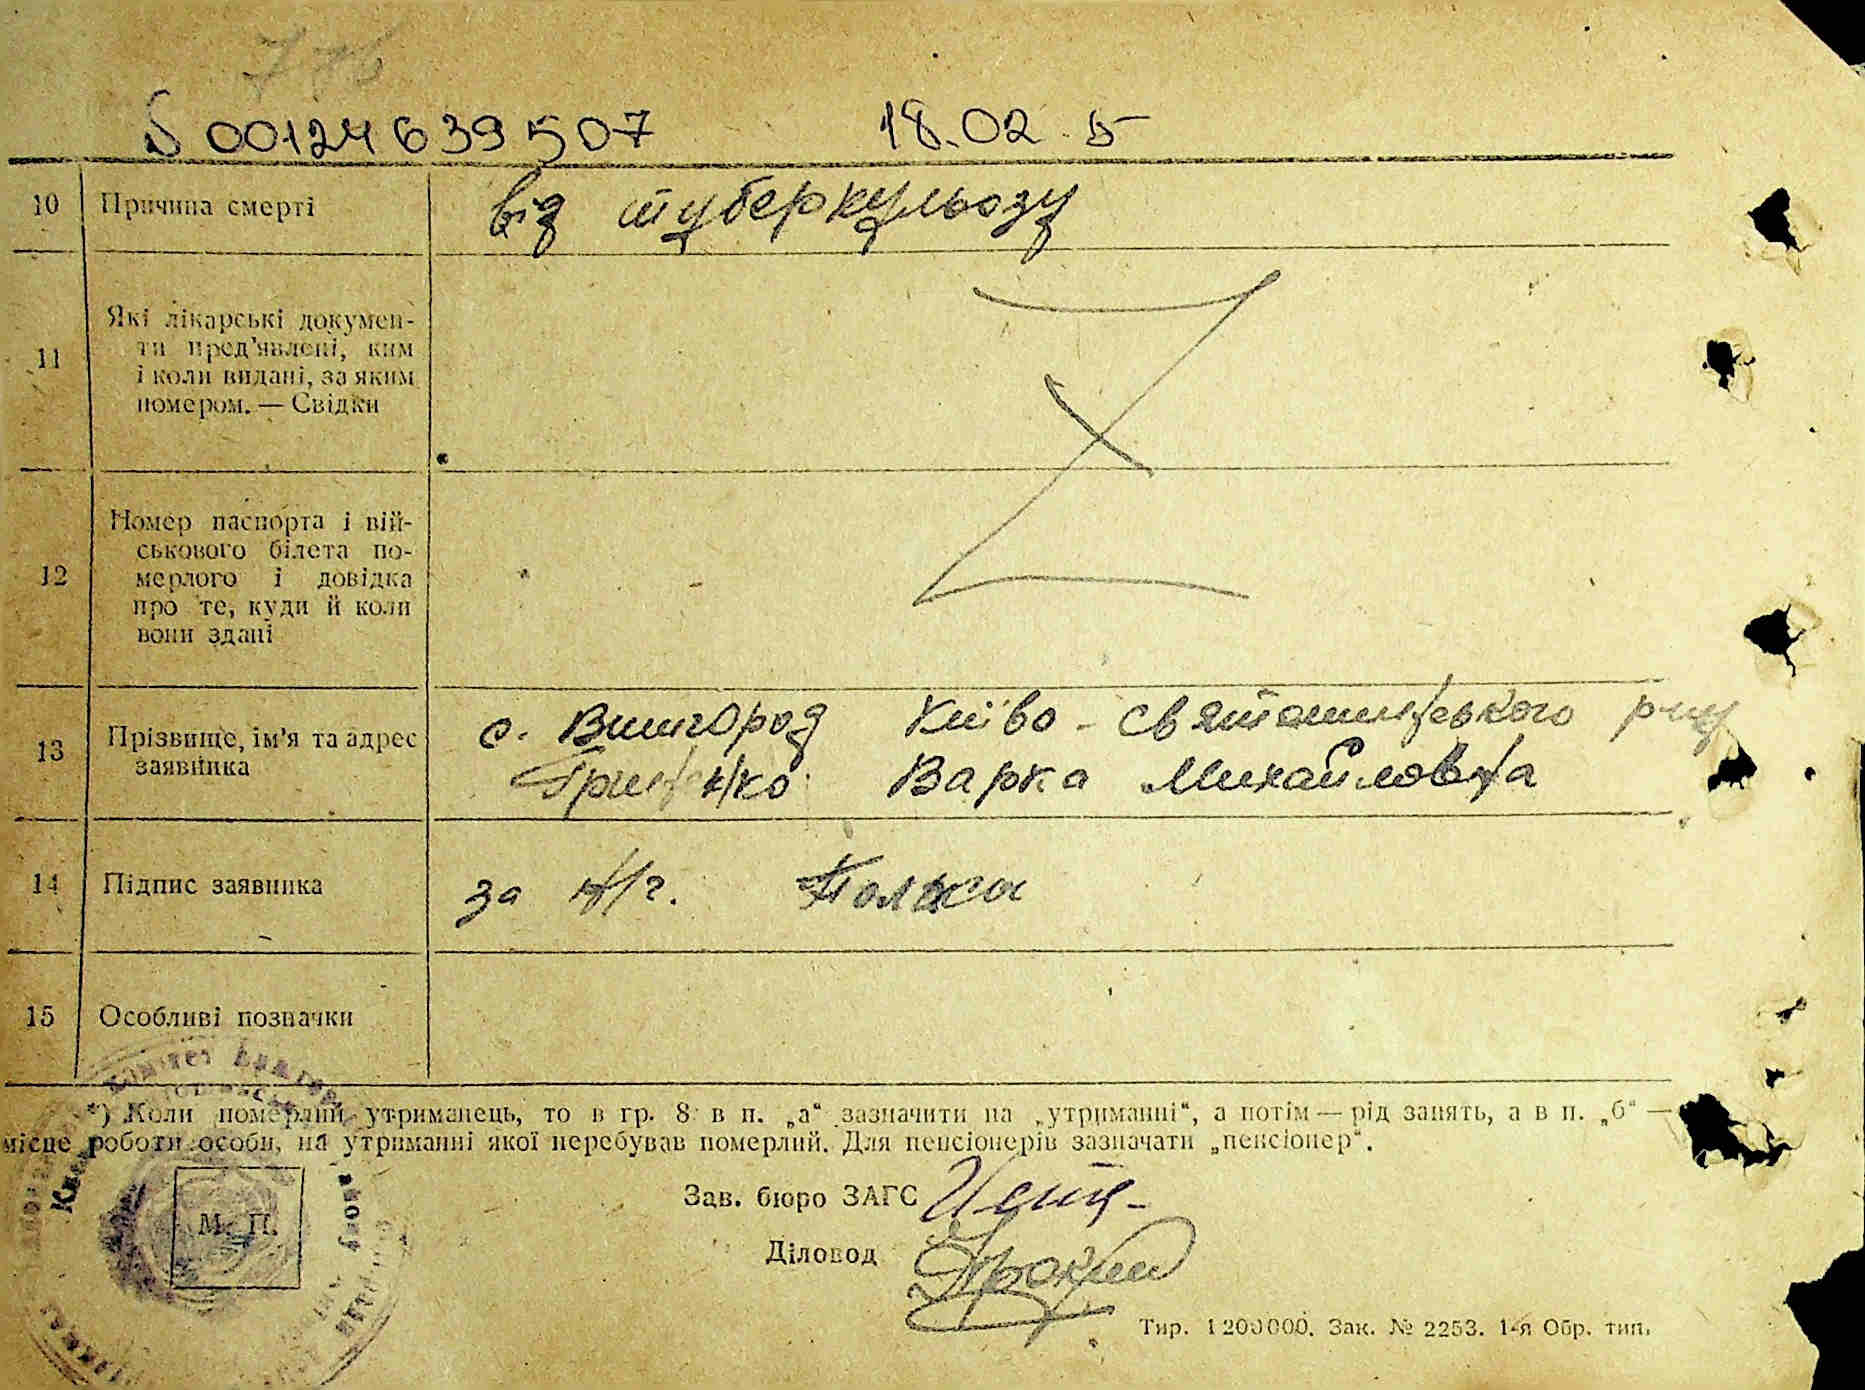 S00124639507 18.02.5
10 Причина смерті від туберкульозу
11 Які лікарські документи
ти пред'явлені, ким
і коли видані, за яким
номером. — Свідки
12 Номер паспорта і вій-
ськового білета по-
мерлого і довідка
про те, куди й коли
вони здані
с. Вишгород Київо-Святошинського р-ну
13 Прізвище, ім'я та адрес
заявника
Гриценко Варка Михайловна
14 Підпис заявника за н/г.
15 Особливі позначки
*) Коли померлий утриманець, то в гр. 8 в п. „а“ зазначити на „утриманні“, а потім — рід занять, а в п. „б“ —
місце роботи особи, на утриманні якої перебував померлий. Для пенсіонерів зазначати „пенсіонер“.
Зав. бюро ЗАГС
М. П.
Діловод
Тир. 1200000. Зак. № 2253. 1-я Обр. тип.